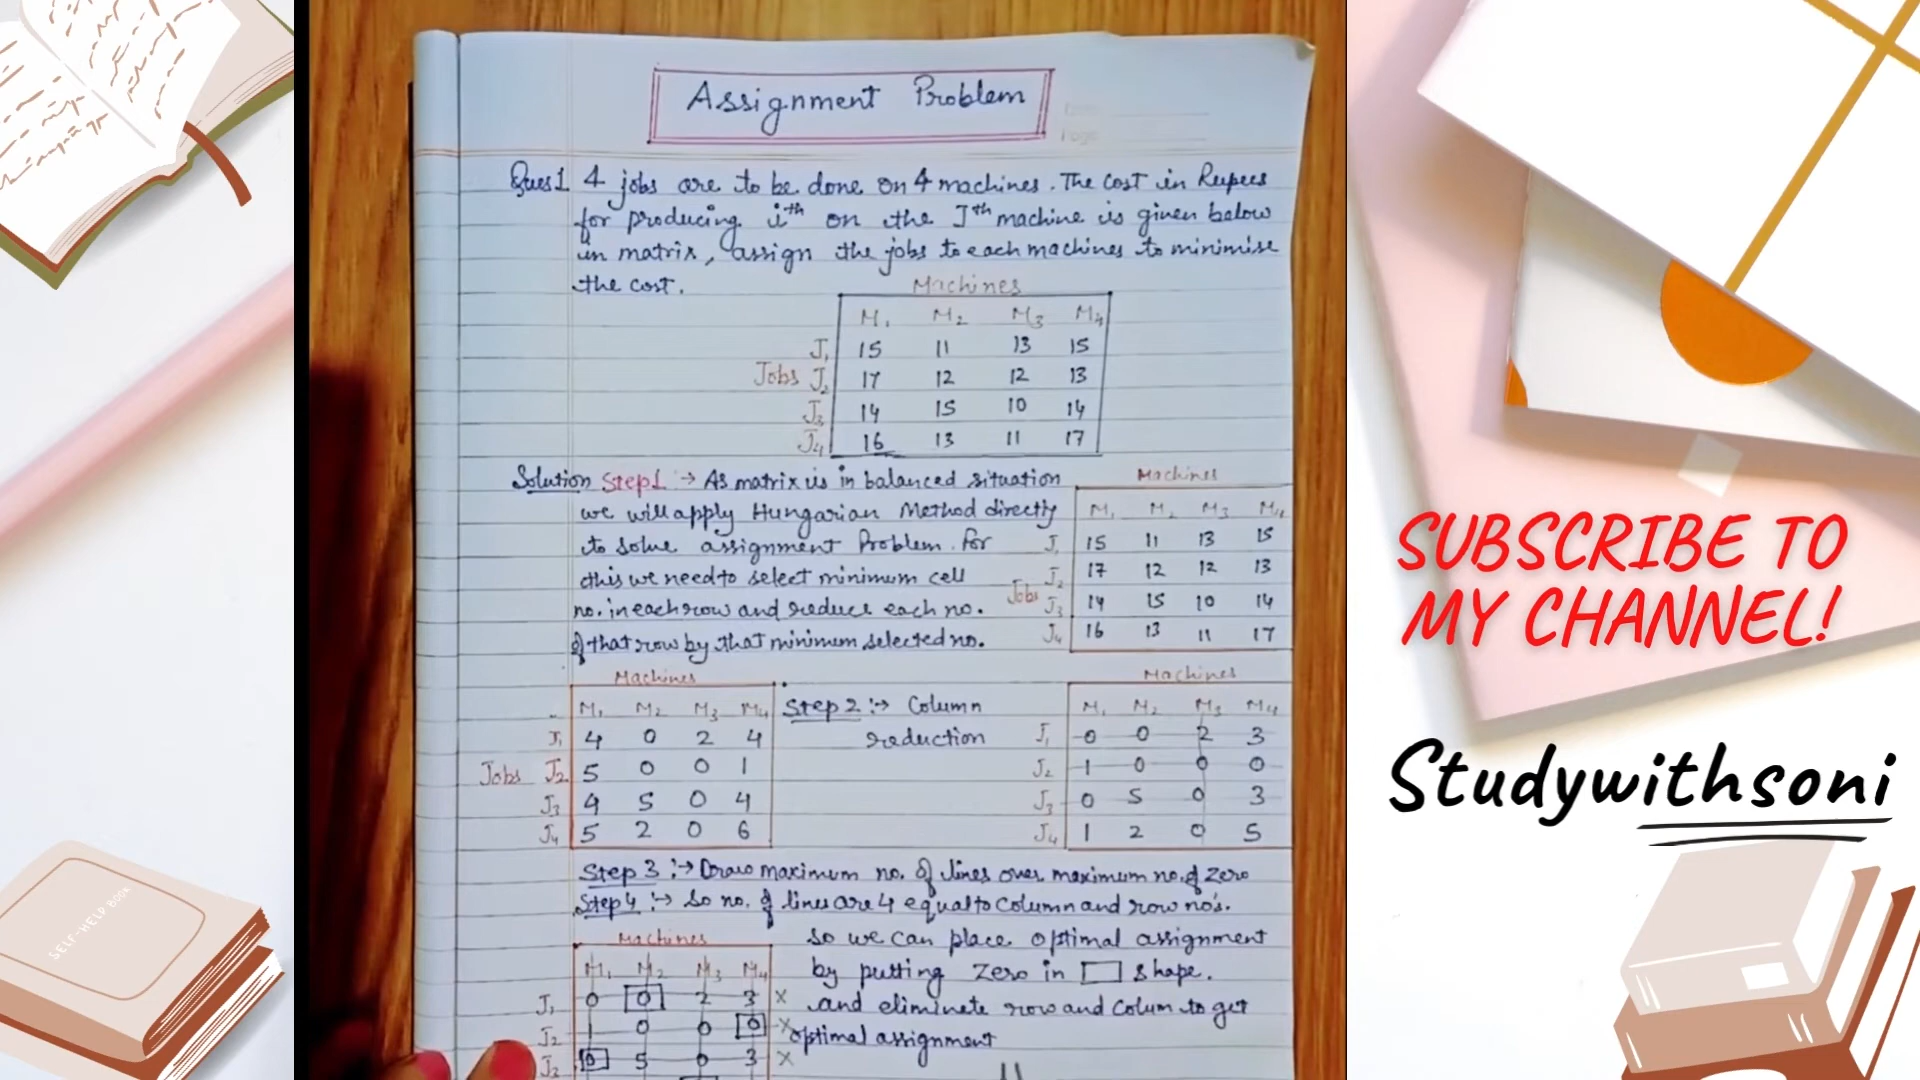 Assignment Problem
Ques1 4 jobs are to be done on 4 machines. The cost in Rupees
for producing ith on the Jth machine is given below
in matrix, assign the jobs to each machines to minimise
the cost.
Machines
M1 M2 M3 M4
J1 15 11 13 15
Jobs J2 17 12 12 13
J3 14 15 10 14
J4 16 13 11 17
Solution Step1 :→ As matrix is in balanced situation
we will apply Hungarian Method directly
to solve assignment Problem. For
this we need to select minimum cell
no. in each row and reduce each no.
of that row by that minimum selected no.
Machines
M1 M2 M3 M4
J1 15 11 13 15
J2 17 12 12 13
Jobs J3 14 15 10 14
J4 16 13 11 17
Machines
M1 M2 M3 M4
J1 4 0 2 4
Jobs J2 5 0 0 1
J3 4 5 0 4
J4 5 2 0 6
Step 2 :→ Column
reduction
Machines
M1 M2 M3 M4
J1 0 0 2 3
J2 1 0 0 0
J3 0 5 0 3
J4 1 2 0 5
Step 3 :→ Draw maximum no. of lines over maximum no. of zero
Step 4 :→ So no. of lines are 4 equal to column and row no's.
so we can place optimal assignment
by putting zero in □ shape.
and eliminate row and colum to get
optimal assignment
Machines
M1 M2 M3 M4
J1 0 0 2 3 x
J2 1 0 0 0 x
J3 0 5 0 3 x
SUBSCRIBE TO
MY CHANNEL!
Studywithsoni
SELF-HELP BOOK